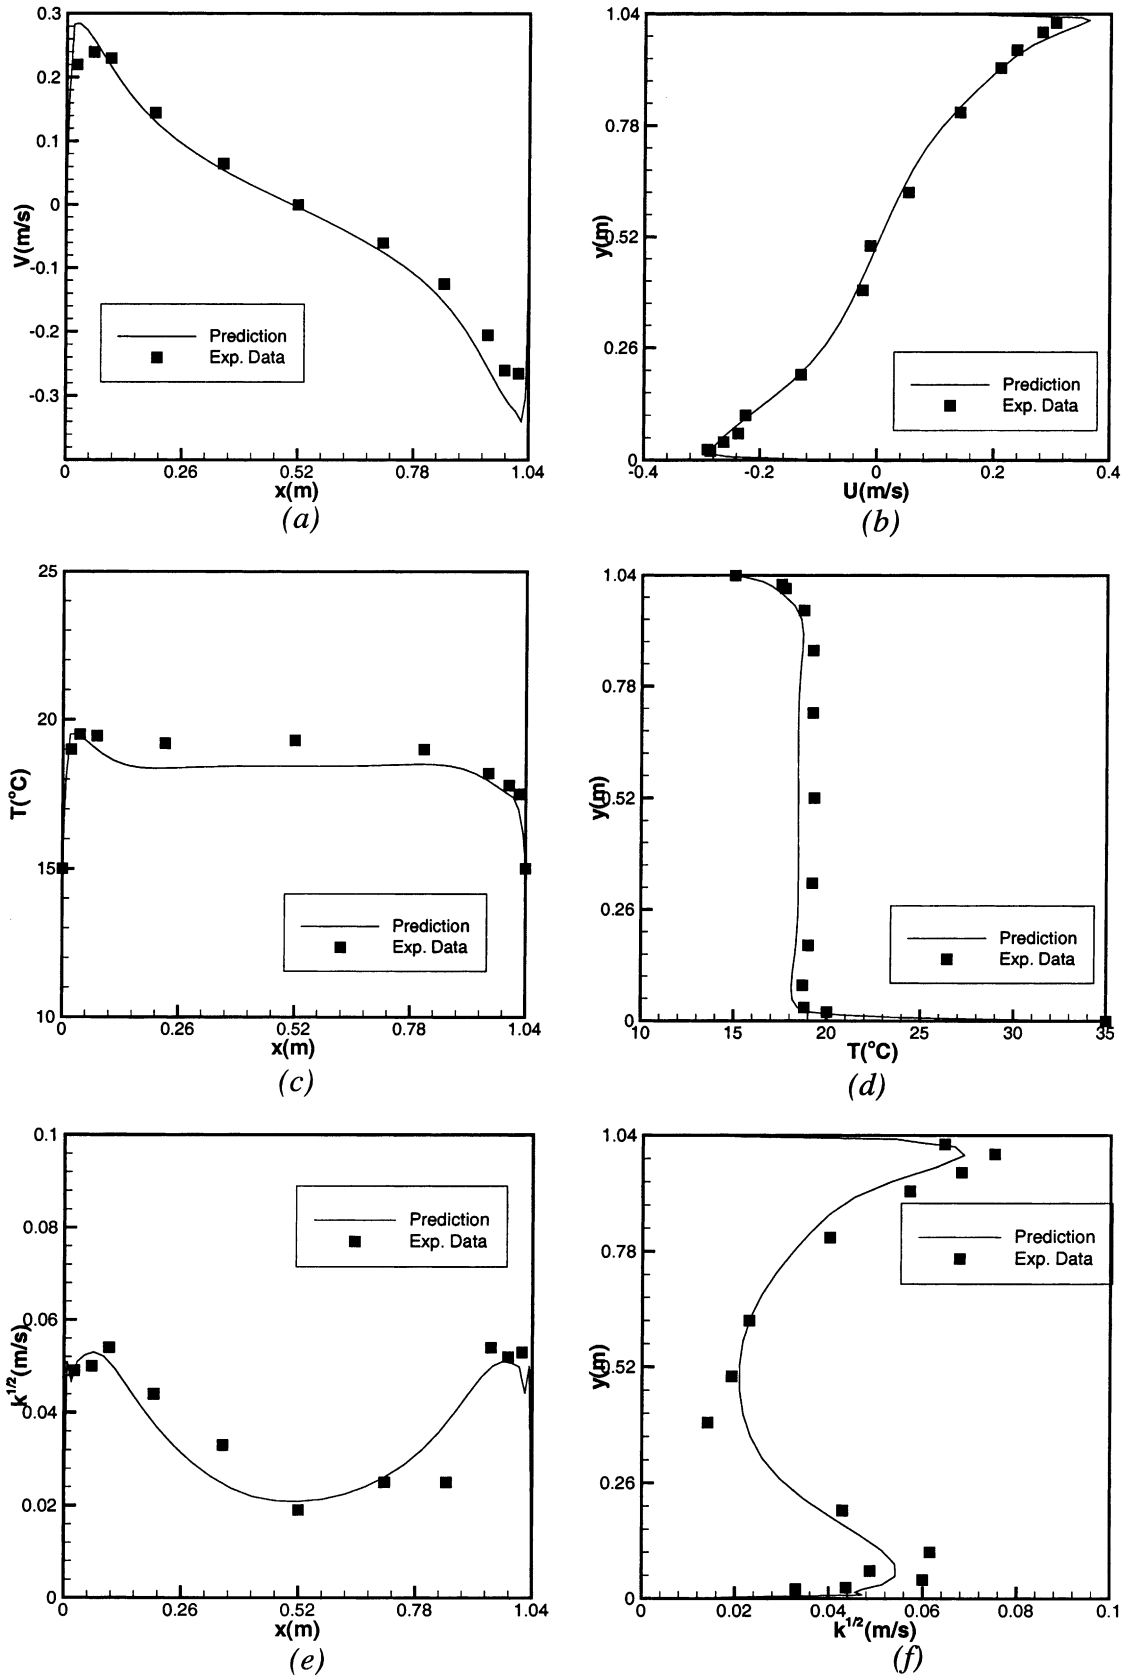 0.3
0.2
0.1
0
-0.1
-0.2
-0.3
V(m/s)
Prediction
Exp. Data
0 0.26 0.52 0.78 1.04
x(m)
(a)
1.04
0.78
0.52
0.26
0
y(m)
Prediction
Exp. Data
-0.4 -0.2 0 0.2 0.4
U(m/s)
(b)
25
20
15
10
T(°C)
Prediction
Exp. Data
0 0.26 0.52 0.78 1.04
x(m)
(c)
1.04
0.78
0.52
0.26
0
y(m)
Prediction
Exp. Data
10 15 20 25 30 35
T(°C)
(d)
0.1
0.08
0.06
0.04
0.02
0
k^1/2(m/s)
Prediction
Exp. Data
0 0.26 0.52 0.78 1.04
x(m)
(e)
1.04
0.78
0.52
0.26
0
y(m)
Prediction
Exp. Data
0 0.02 0.04 0.06 0.08 0.1
k^1/2(m/s)
(f)